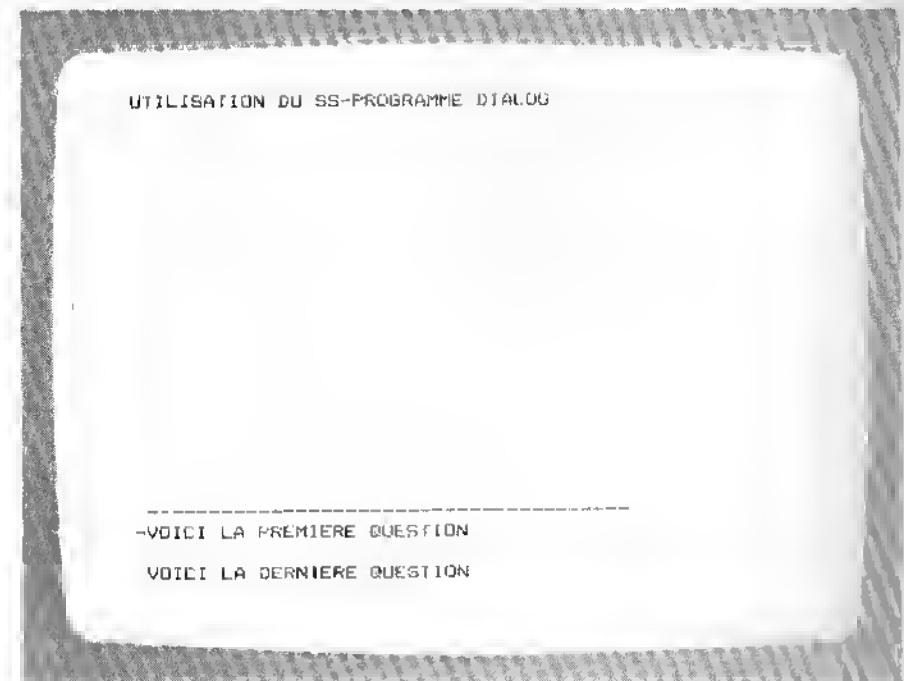 UTILISATION DU SS-PROGRAMME DIALOG
------------------------------------------------
-VOICI LA PREMIERE QUESTION
VOICI LA DERNIERE QUESTION